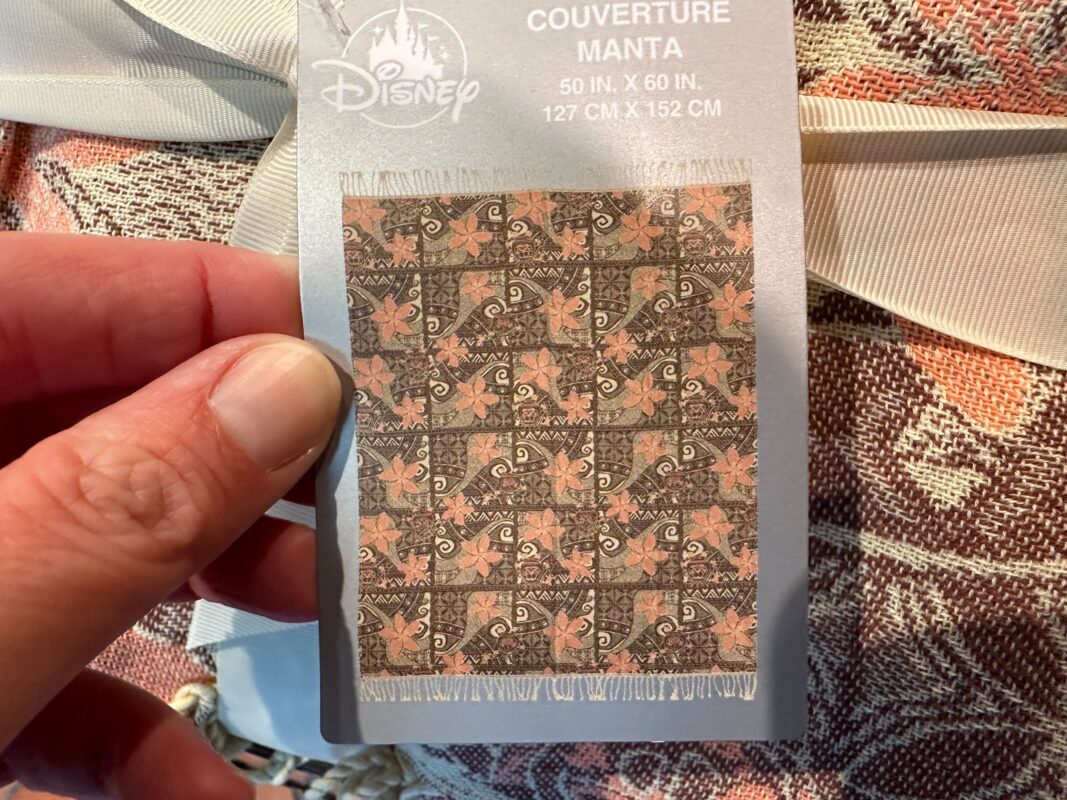 Disney
COUVERTURE
MANTA
50 IN. X 60 IN.
127 CM X 152 CM